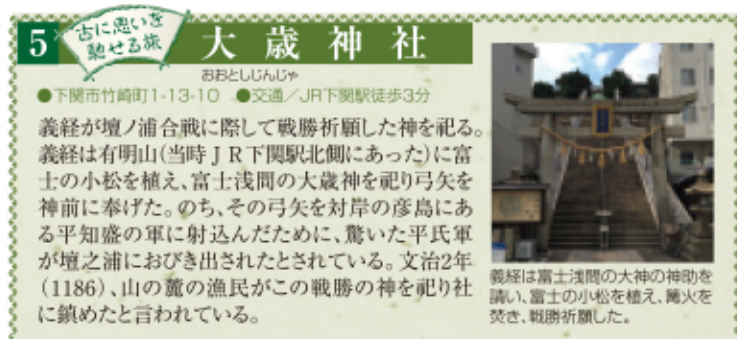 5
古に思いを
馳せる旅
大歳神社
おおとしじんじゃ
●下関市竹崎町1-13-10 ●交通／JR下関駅徒歩3分
義経が壇ノ浦合戦に際して戦勝祈願した神を祀る。
義経は有明山(当時ＪＲ下関駅北側にあった)に富
士の小松を植え、富士浅間の大歳神を祀り弓矢を
神前に奉げた。のち、その弓矢を対岸の彦島にあ
る平知盛の軍に射込んだために、驚いた平氏軍
が壇之浦におびき出されたとされている。文治2年
(1186)、山の麓の漁民がこの戦勝の神を祀り社
に鎮めたと言われている。
義経は富士浅間の大神の神助を
請い、富士の小松を植え、篝火を
焚き、戦勝祈願した。